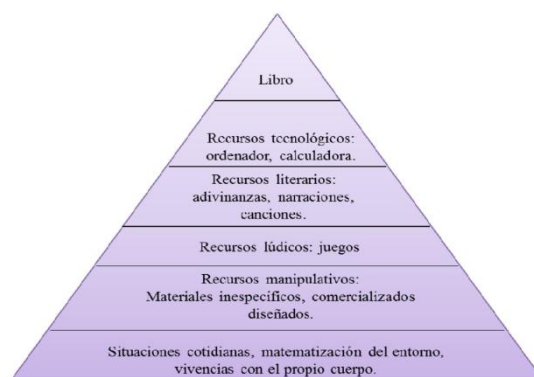 Libro
Recursos tecnológicos:
ordenador, calculadora.
Recursos literarios:
adivinanzas, narraciones,
canciones.
Recursos lúdicos: juegos
Recursos manipulativos:
Materiales inespecíficos, comercializados
diseñados.
Situaciones cotidianas, matematización del entorno,
vivencias con el propio cuerpo.